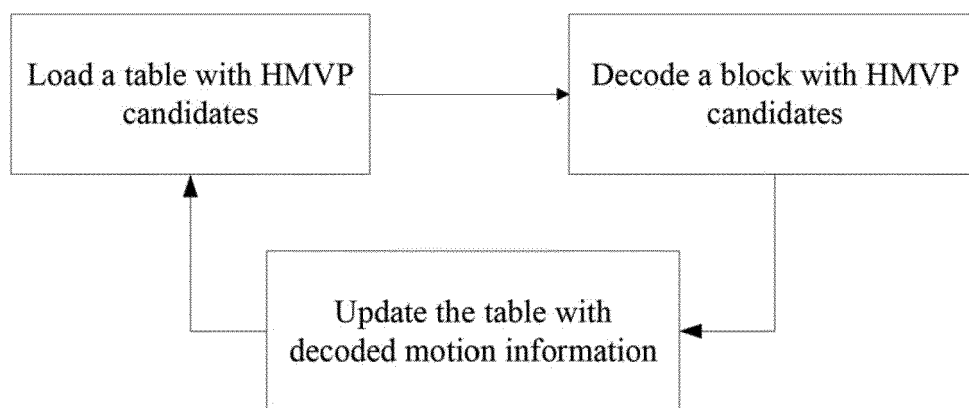 Load a table with HMVP
candidates
Decode a block with HMVP
candidates
Update the table with
decoded motion information